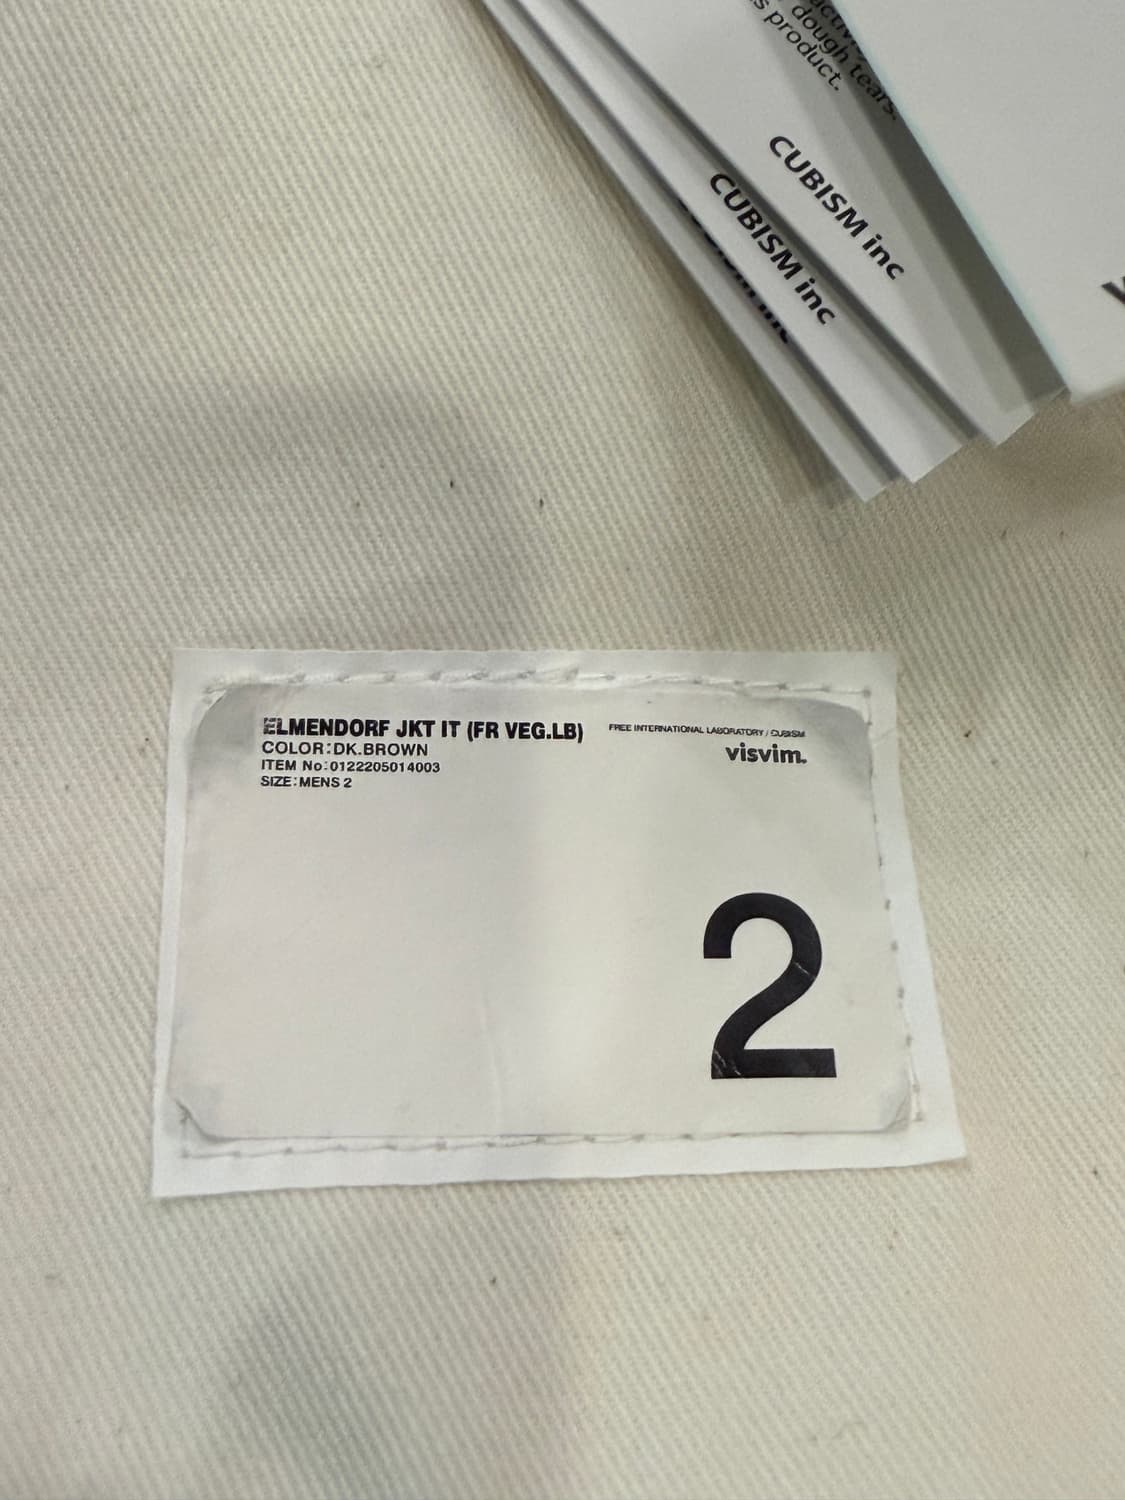 dough tears.
product.
CUBISM inc
CUBISM inc
ELMENDORF JKT IT (FR VEG.LB)
COLOR:DK.BROWN
ITEM No:0122205014003
SIZE:MENS 2
FREE INTERNATIONAL LABORATORY / CUBISM
visvim.
2